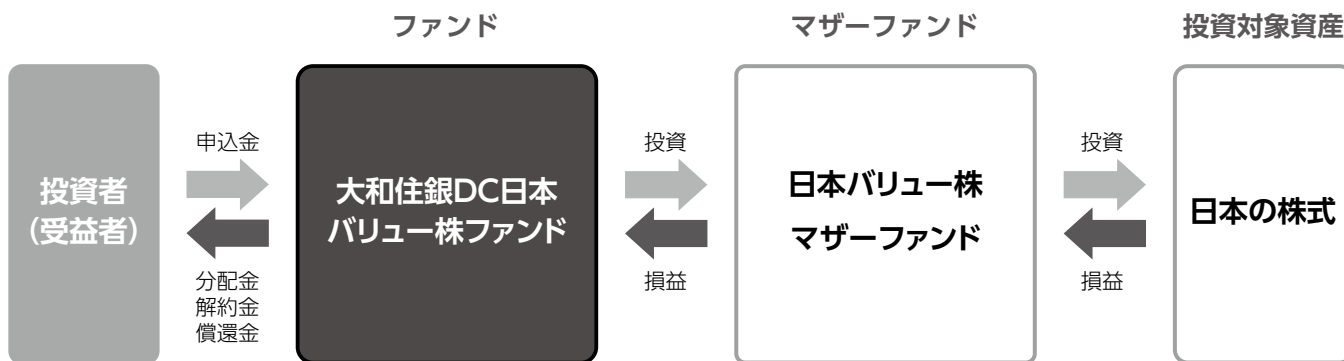 ファンド
マザーファンド
投資対象資産
投資者
(受益者)
申込金
分配金
解約金
償還金
大和住銀DC日本
バリュー株ファンド
投資
損益
日本バリュー株
マザーファンド
投資
損益
日本の株式